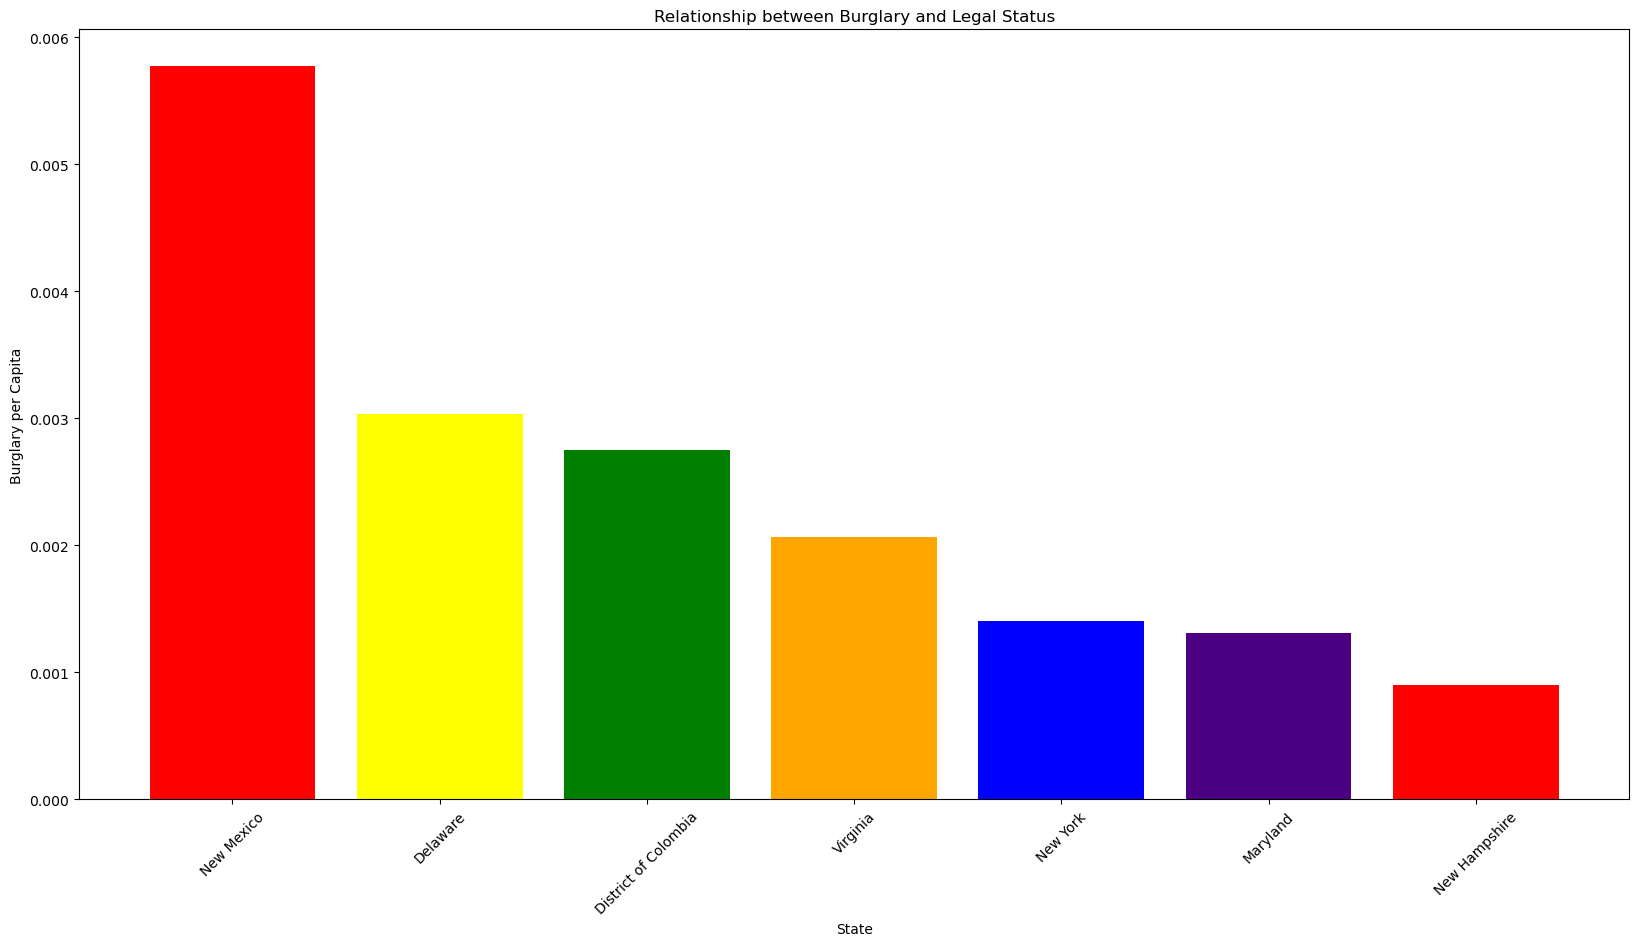 Relationship between Burglary and Legal Status
0.006
0.005
0.004
0.003
0.002
0.001
0.000
Burglary per Capita
New Mexico
Delaware
District of Colombia
Virginia
New York
Maryland
New Hampshire
State